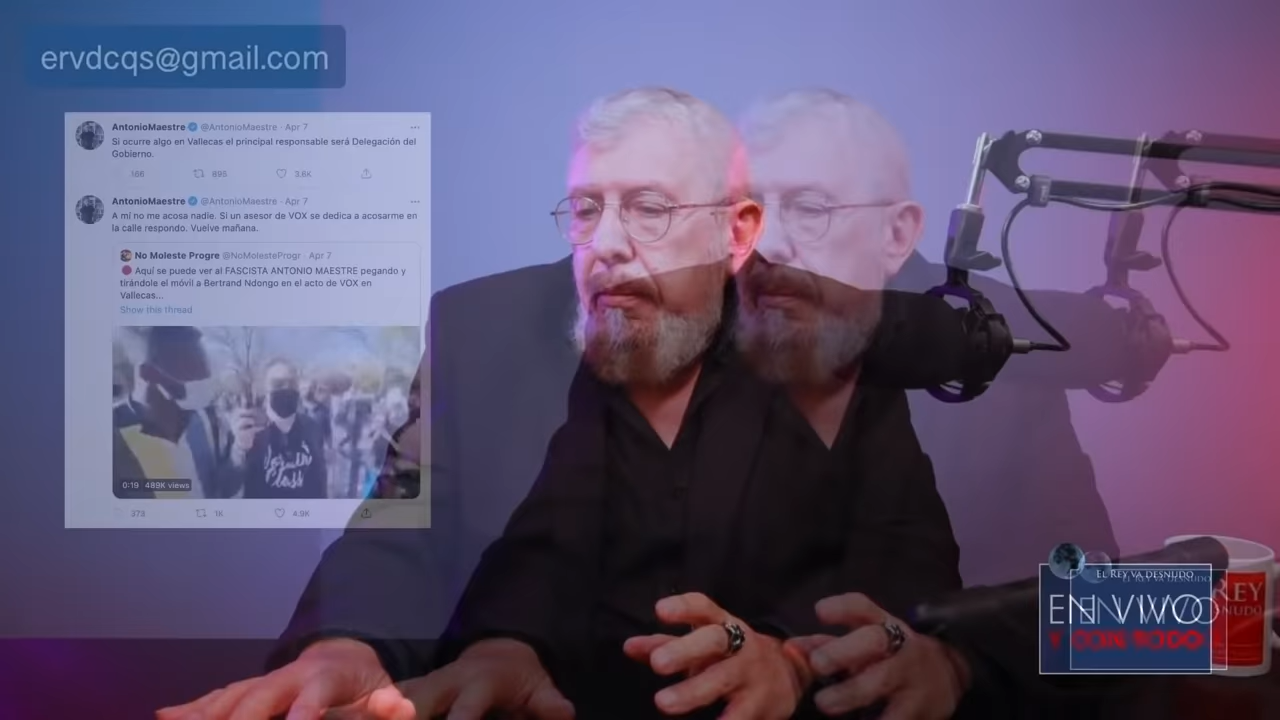 ervdcqs@gmail.com
AntonioMaestre @AntonioMaestre · Apr 7
Si ocurre algo en Vallecas el principal responsable será Delegación del
Gobierno.
166 695 3.8K
AntonioMaestre @AntonioMaestre · Apr 7
A mí no me acosa nadie. Si un asesor de VOX se dedica a acosarme en
la calle respondo. Vuelve mañana.
No Moleste Progre @NoMolesteProgr · Apr 7
Aquí se puede ver al FASCISTA ANTONIO MAESTRE pegando y
tirándole el móvil a Bertrand Ndongo en el acto de VOX en
Vallecas...
Show this thread
0:19 489K views
373 1K 4.9K
EL REY VA DESNUDO
EN VIVO
Y CON TODO
REY